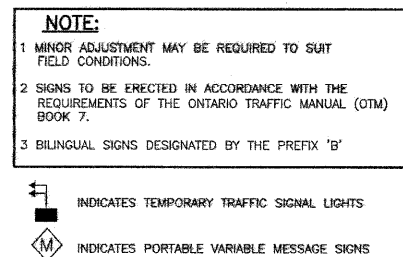 NOTE:
1 MINOR ADJUSTMENT MAY BE REQUIRED TO SUIT
FIELD CONDITIONS.
2 SIGNS TO BE ERECTED IN ACCORDANCE WITH THE
REQUIREMENTS OF THE ONTARIO TRAFFIC MANUAL (OTM)
BOOK 7.
3 BILINGUAL SIGNS DESIGNATED BY THE PREFIX 'B'
INDICATES TEMPORARY TRAFFIC SIGNAL LIGHTS
M INDICATES PORTABLE VARIABLE MESSAGE SIGNS